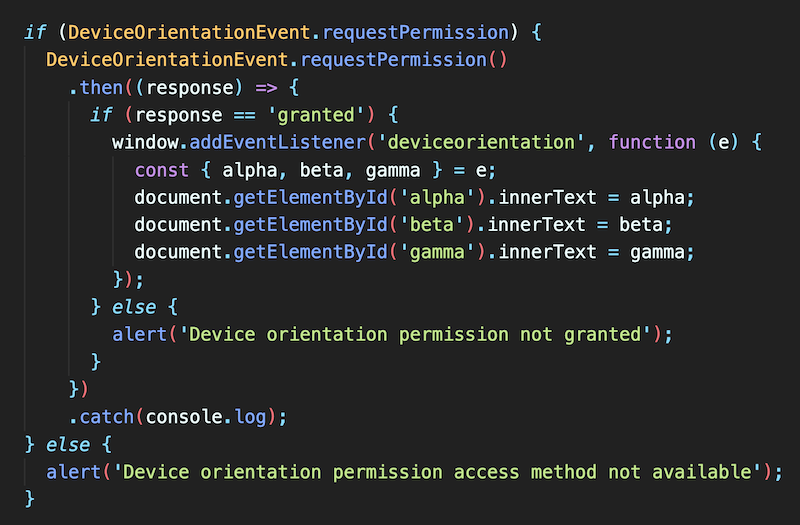 if (DeviceOrientationEvent.requestPermission) {
  DeviceOrientationEvent.requestPermission()
    .then((response) => {
      if (response == 'granted') {
        window.addEventListener('deviceorientation', function (e) {
          const { alpha, beta, gamma } = e;
          document.getElementById('alpha').innerText = alpha;
          document.getElementById('beta').innerText = beta;
          document.getElementById('gamma').innerText = gamma;
        });
      } else {
        alert('Device orientation permission not granted');
      }
    })
    .catch(console.log);
} else {
  alert('Device orientation permission access method not available');
}